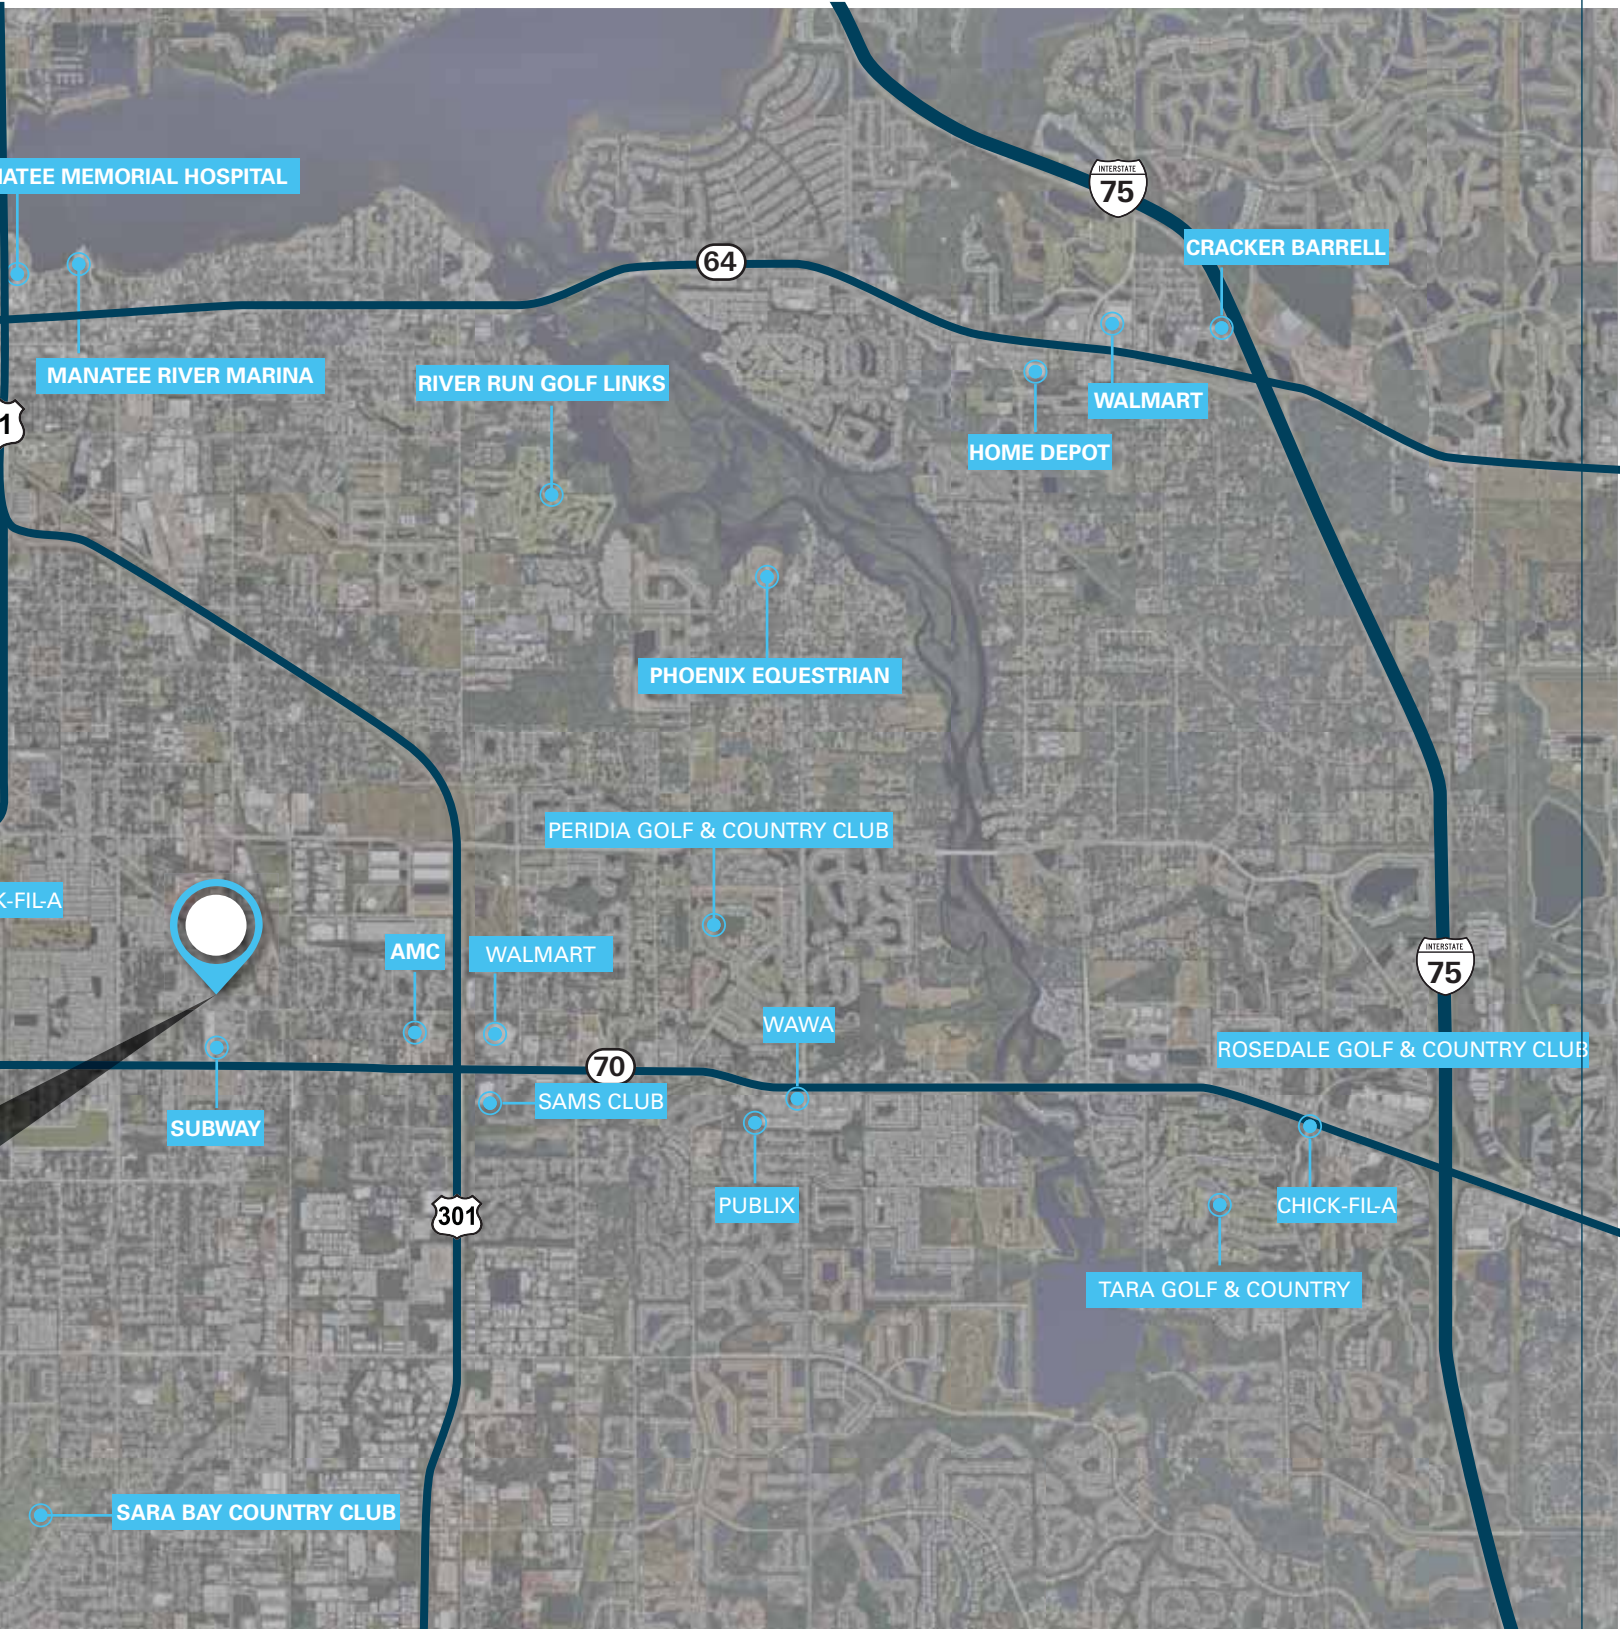 ATEE MEMORIAL HOSPITAL
INTERSTATE
75
CRACKER BARRELL
64
MANATEE RIVER MARINA
RIVER RUN GOLF LINKS
WALMART
1
HOME DEPOT
PHOENIX EQUESTRIAN
PERIDIA GOLF & COUNTRY CLUB
K-FIL-A
AMC
WALMART
INTERSTATE
75
WAWA
ROSEDALE GOLF & COUNTRY CLUB
70
SAMS CLUB
SUBWAY
PUBLIX
CHICK-FIL-A
301
TARA GOLF & COUNTRY
SARA BAY COUNTRY CLUB